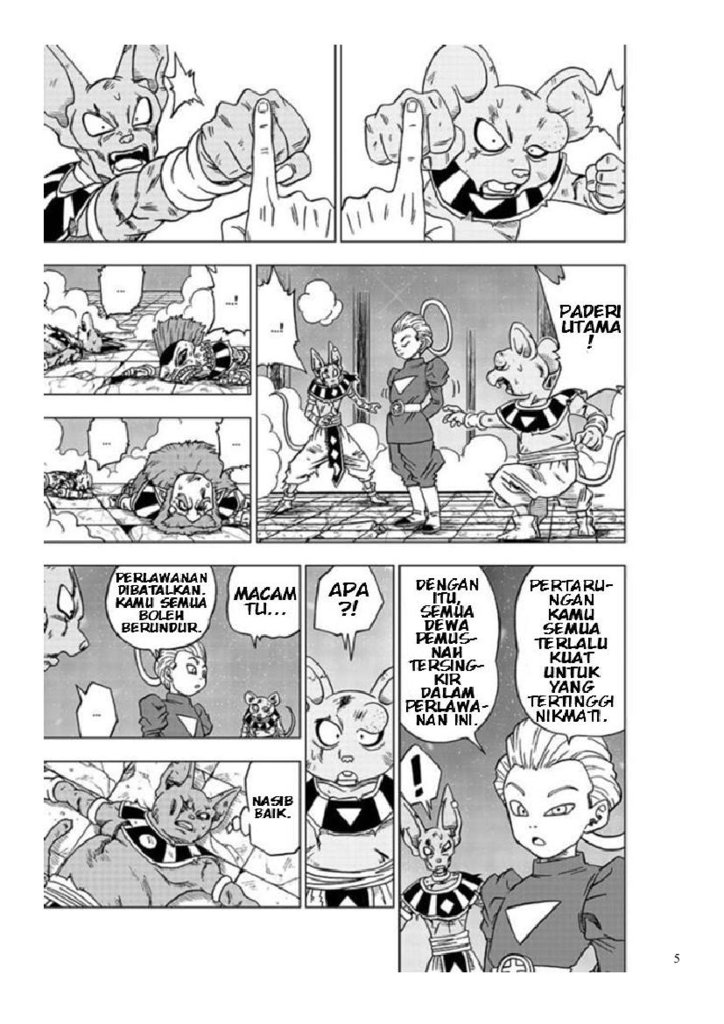 PADERI
UTAMA
!
...!
...!
...
...
...
PERTARU-
NGAN
KAMU
SEMUA
TERLALU
KUAT
UNTUK
YANG
TERTINGGI
NIKMATI.
DENGAN
ITU,
SEMUA
DEWA
PEMUS-
NAH
TERSING-
KIR
DALAM
PERLAWA-
NAN INI.
!
APA
?!
MACAM
TU...
PERLAWANAN
DIBATALKAN.
KAMU SEMUA
BOLEH
BERUNDUR.
...
NASIB
BAIK.
5